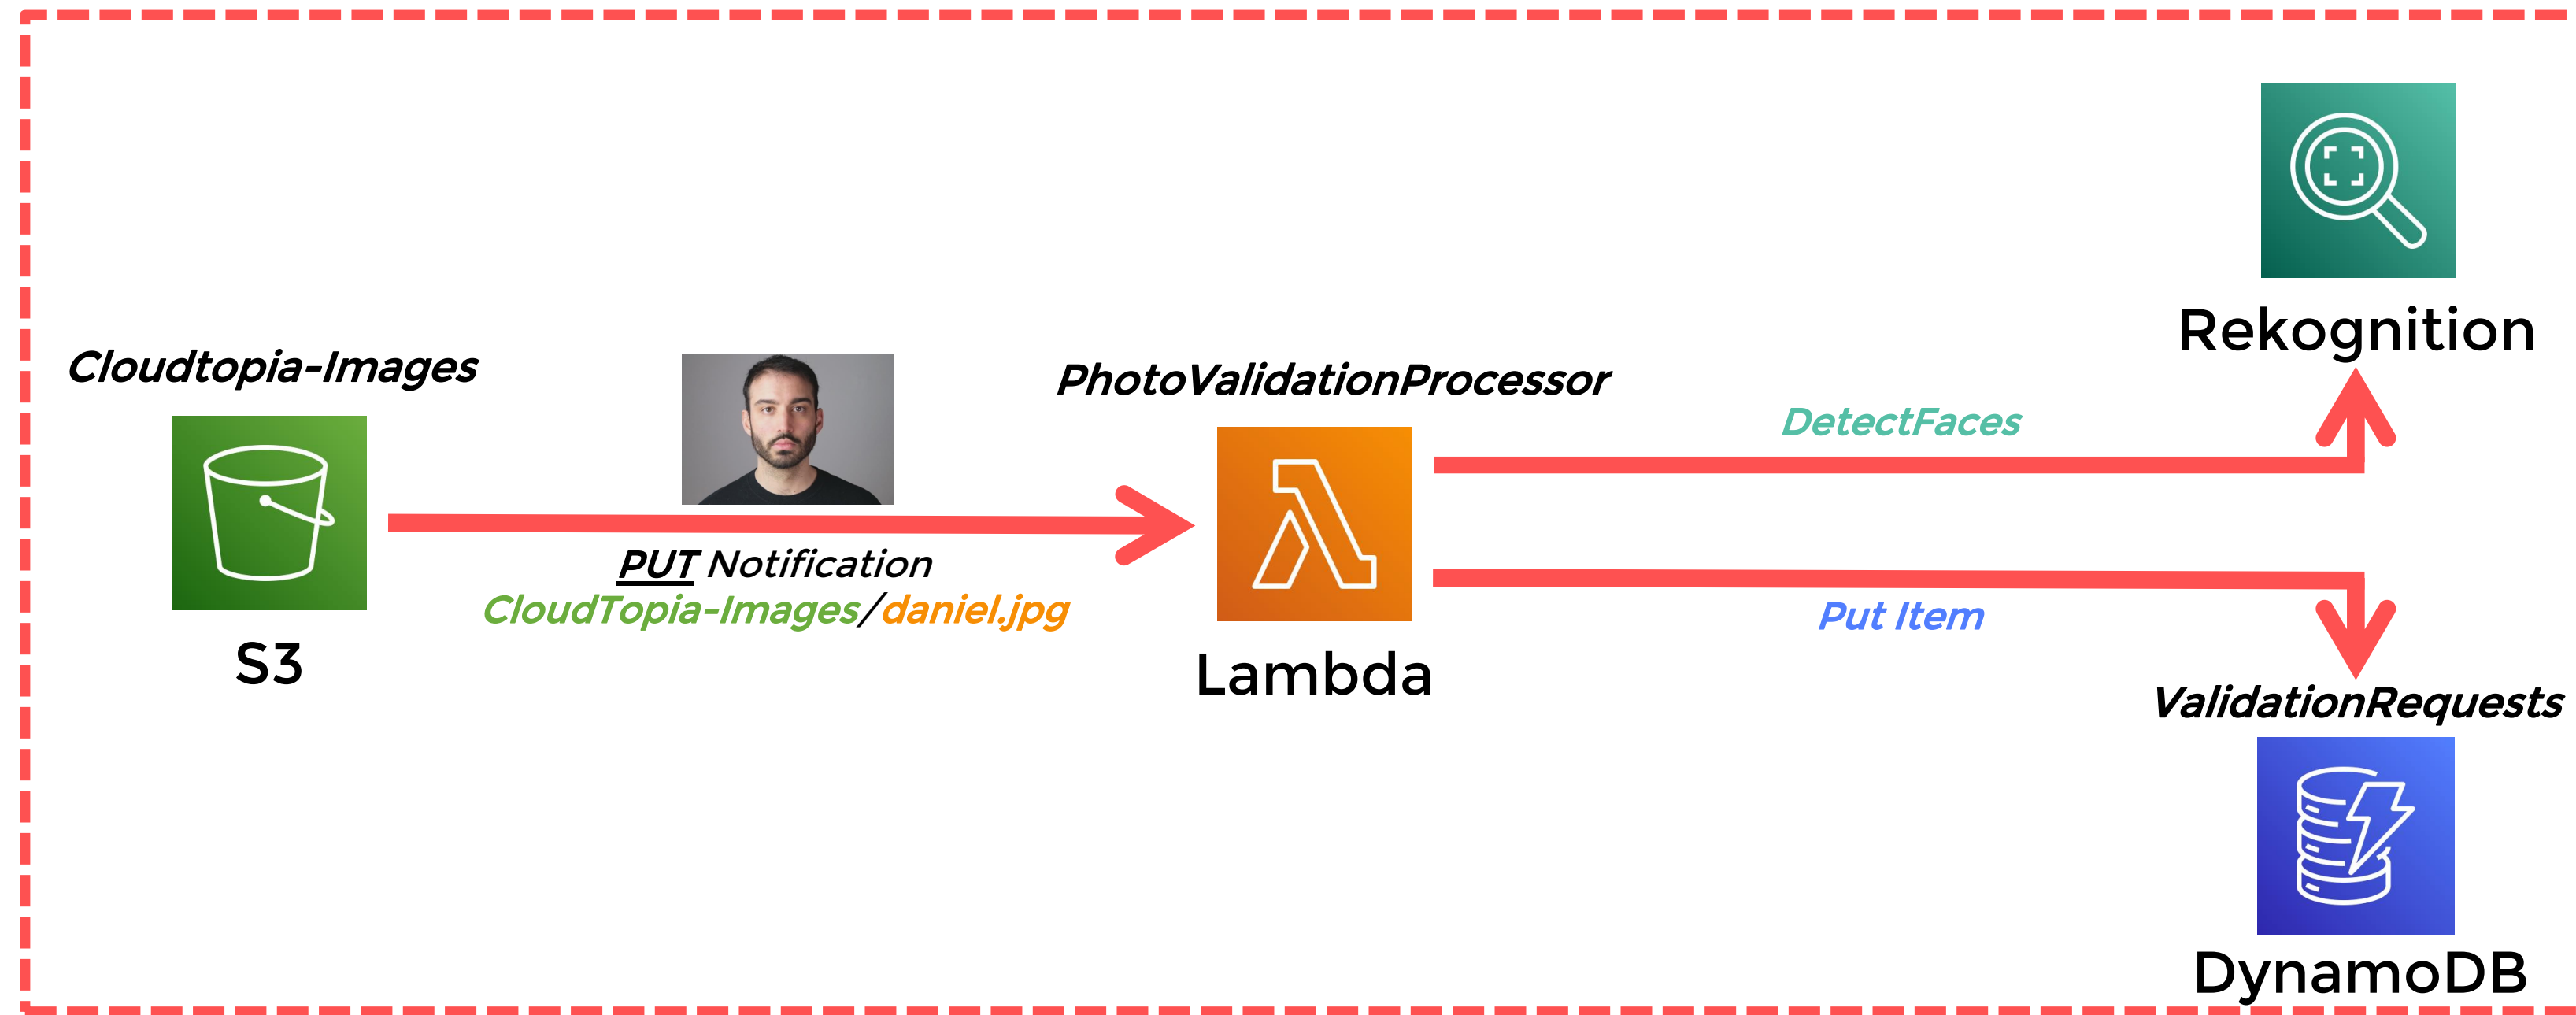 Rekognition
Cloudtopia-Images
PhotoValidationProcessor
DetectFaces
PUT Notification
CloudTopia-Images/daniel.jpg
Put Item
S3
Lambda
ValidationRequests
DynamoDB